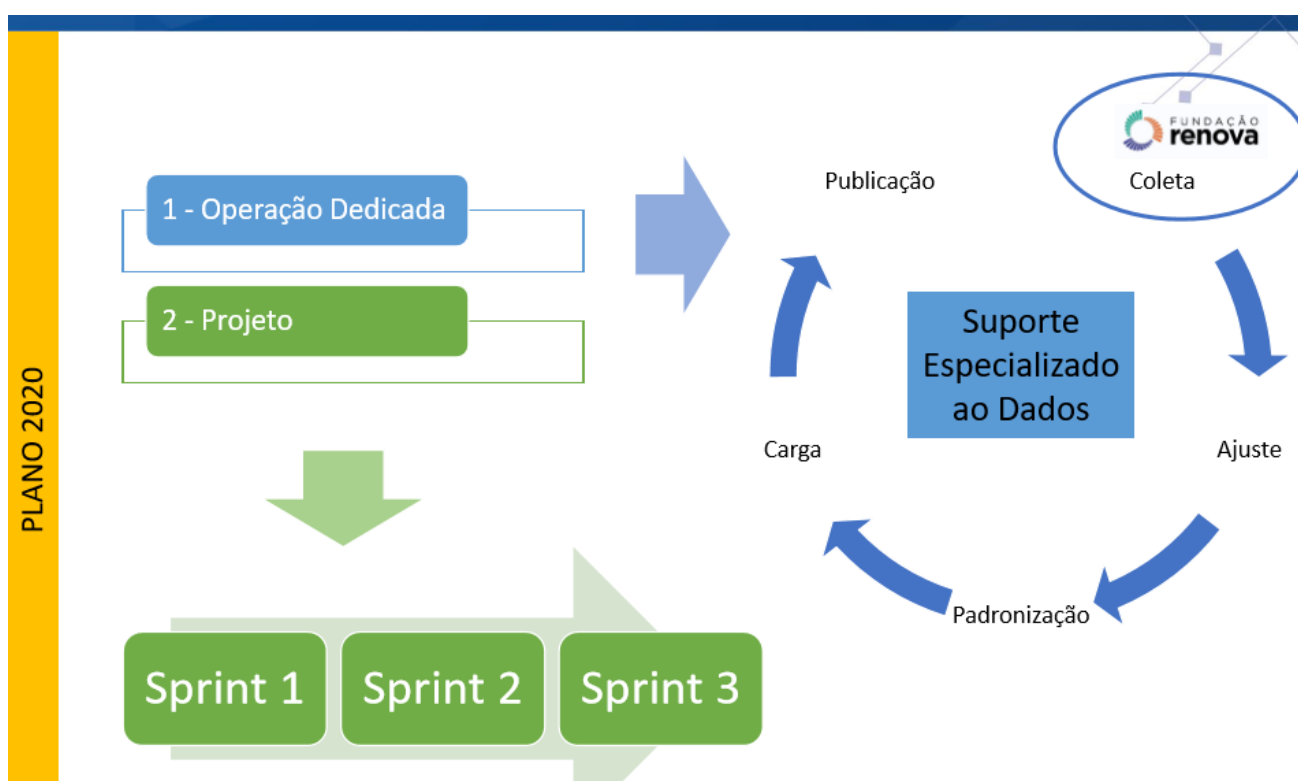 PLANO 2020
1 - Operação Dedicada
2 - Projeto
Sprint 1
Sprint 2
Sprint 3
FUNDAÇÃO
renova
Coleta
Publicação
Suporte
Especializado
ao Dados
Carga
Ajuste
Padronização